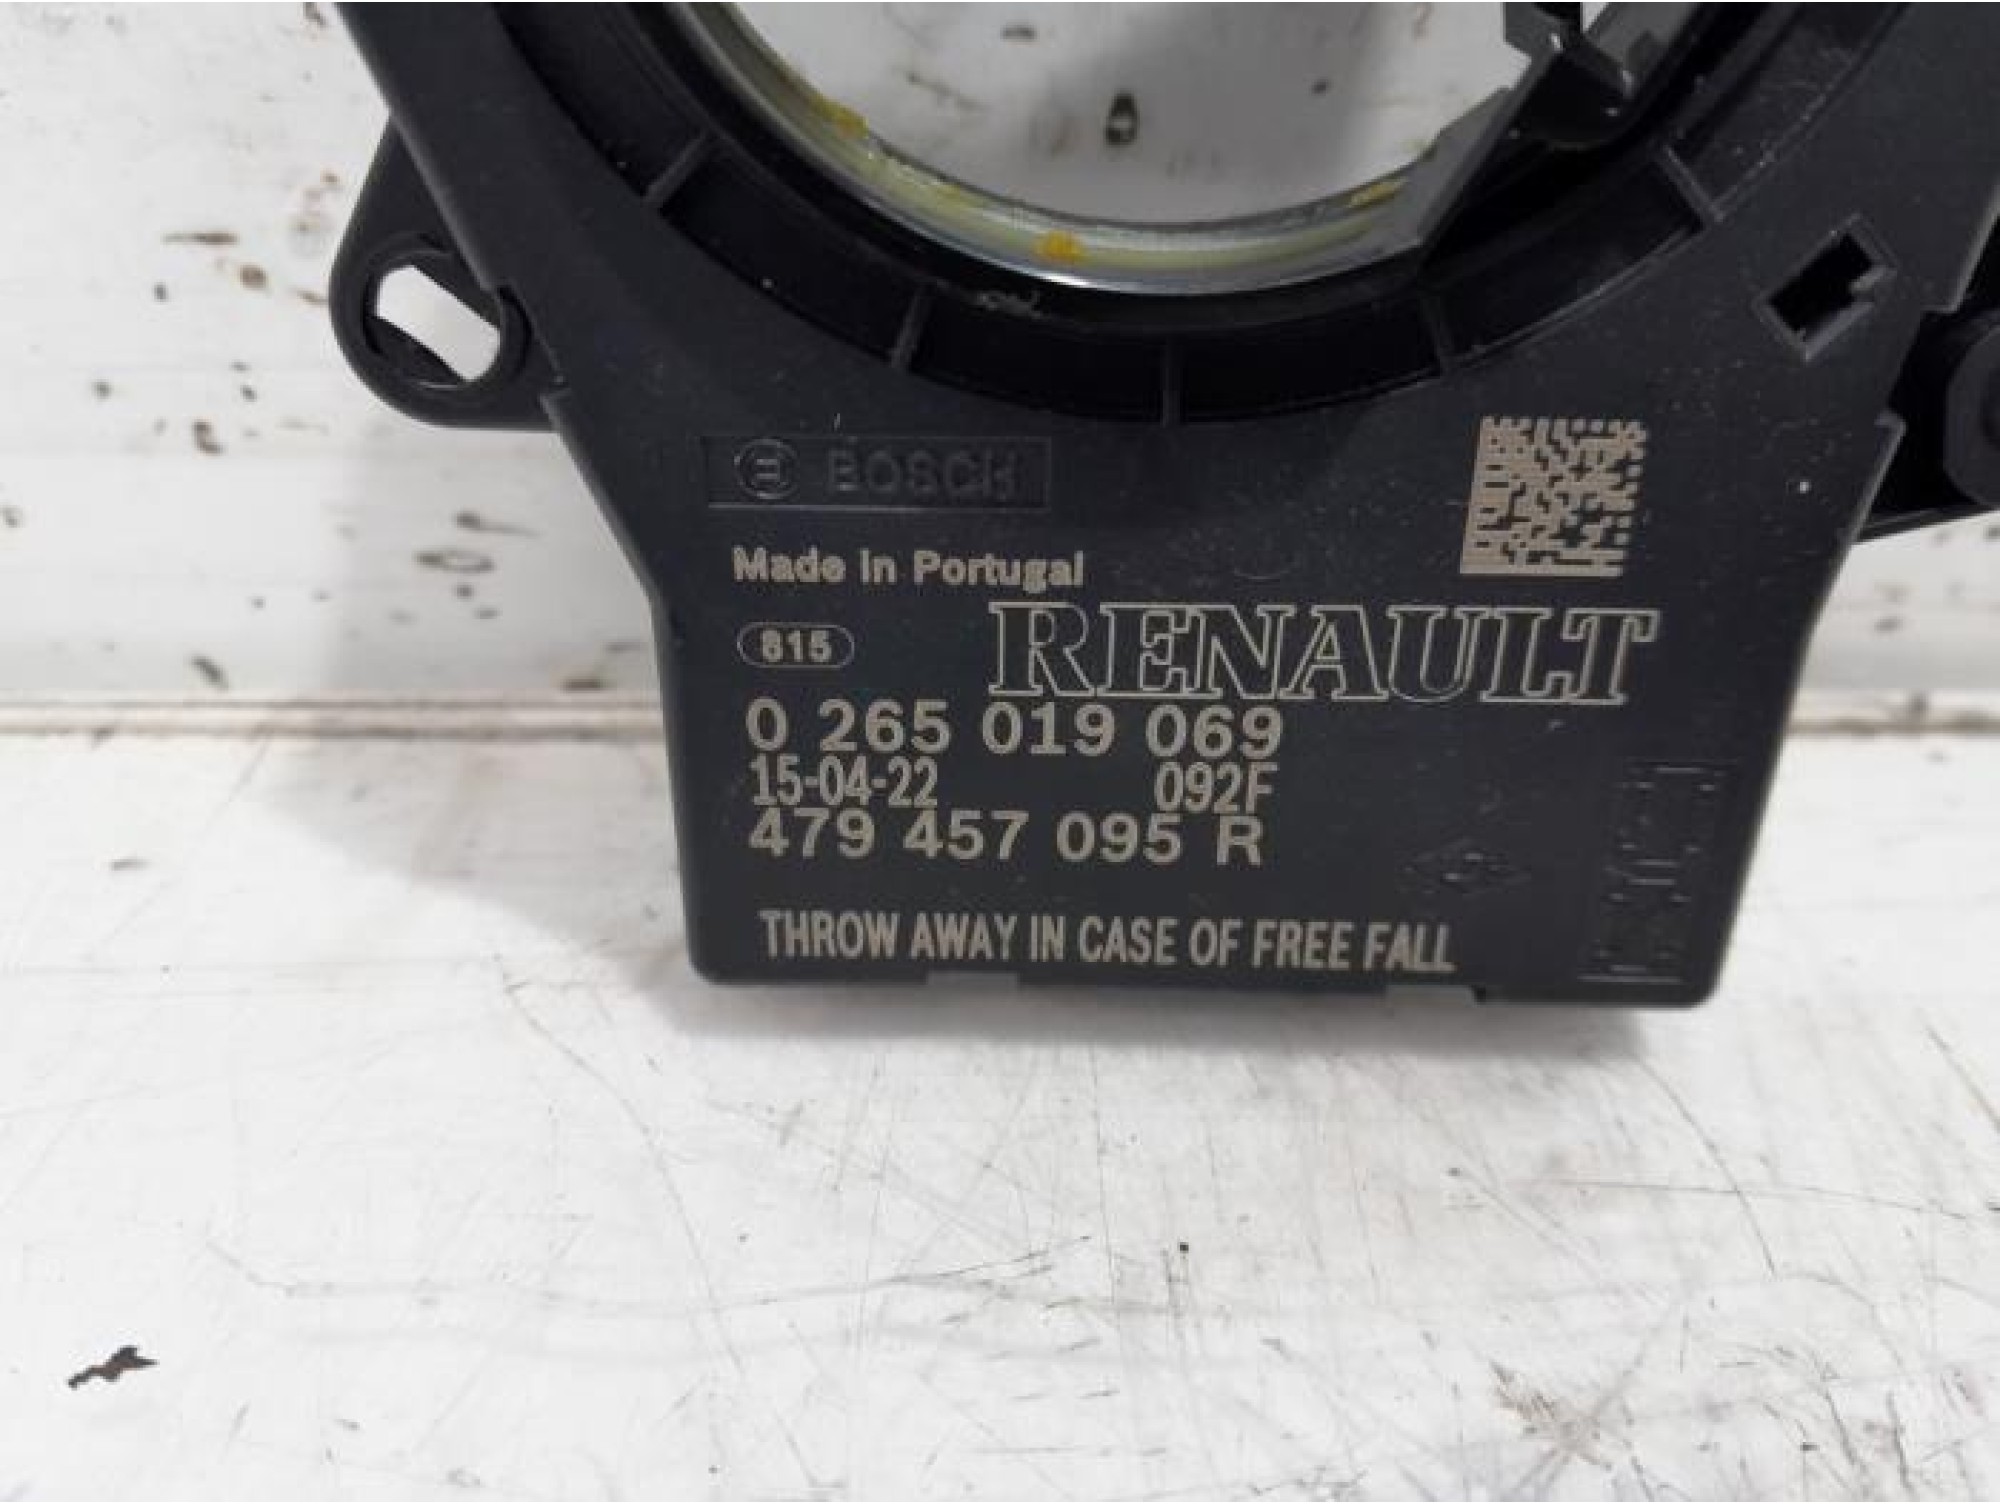 BOSCH
Made in Portugal
815
RENAULT
0 265 019 069
15-04-22 092F
479 457 095 R
THROW AWAY IN CASE OF FREE FALL